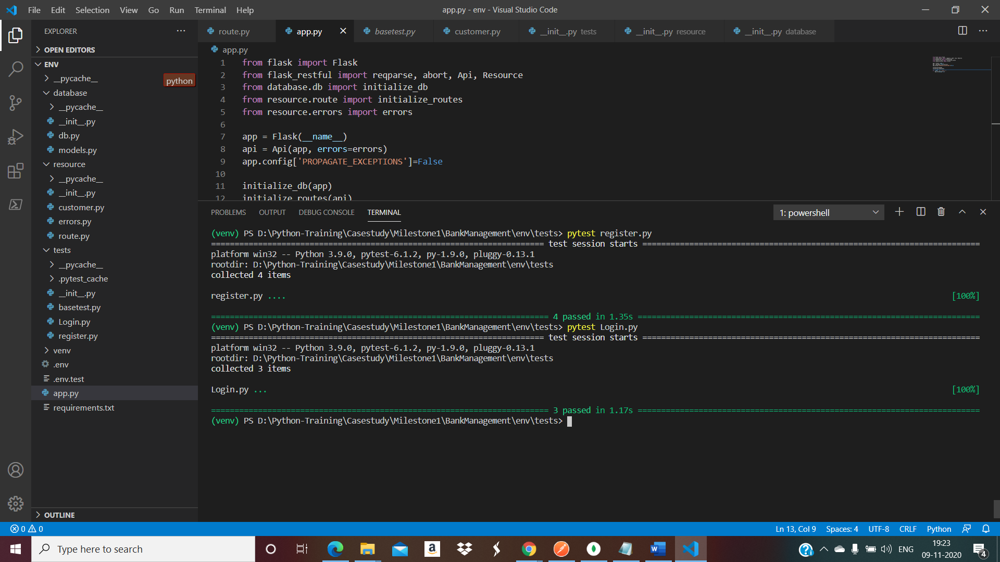 File Edit Selection View Go Run Terminal Help
app.py - env - Visual Studio Code
EXPLORER
OPEN EDITORS
ENV
__pycache__
python
database
__pycache__
__init__.py
db.py
models.py
resource
__pycache__
__init__.py
customer.py
errors.py
route.py
tests
__pycache__
.pytest_cache
__init__.py
basetest.py
Login.py
register.py
venv
.env
.env.test
app.py
requirements.txt
OUTLINE
route.py app.py basetest.py customer.py __init__.py tests __init__.py resource __init__.py database
app.py
1 from flask import Flask
2 from flask_restful import reqparse, abort, Api, Resource
3 from database.db import initialize_db
4 from resource.route import initialize_routes
5 from resource.errors import errors
6
7 app = Flask(__name__)
8 api = Api(app, errors=errors)
9 app.config['PROPAGATE_EXCEPTIONS']=False
10
11 initialize_db(app)
12 initialize_routes(api)
PROBLEMS OUTPUT DEBUG CONSOLE TERMINAL
1: powershell
(venv) PS D:\Python-Training\Casestudy\Milestone1\BankManagement\env\tests> pytest register.py
======================================================================= test session starts ========================================================================
platform win32 -- Python 3.9.0, pytest-6.1.2, py-1.9.0, pluggy-0.13.1
rootdir: D:\Python-Training\Casestudy\Milestone1\BankManagement\env\tests
collected 4 items
register.py .... [100%]
======================================================================== 4 passed in 1.35s =========================================================================
(venv) PS D:\Python-Training\Casestudy\Milestone1\BankManagement\env\tests> pytest Login.py
======================================================================= test session starts ========================================================================
platform win32 -- Python 3.9.0, pytest-6.1.2, py-1.9.0, pluggy-0.13.1
rootdir: D:\Python-Training\Casestudy\Milestone1\BankManagement\env\tests
collected 3 items
Login.py ... [100%]
======================================================================== 3 passed in 1.17s =========================================================================
(venv) PS D:\Python-Training\Casestudy\Milestone1\BankManagement\env\tests>
0 0
Ln 13, Col 9 Spaces: 4 UTF-8 CRLF Python
Type here to search
ENG
19:23
09-11-2020
4